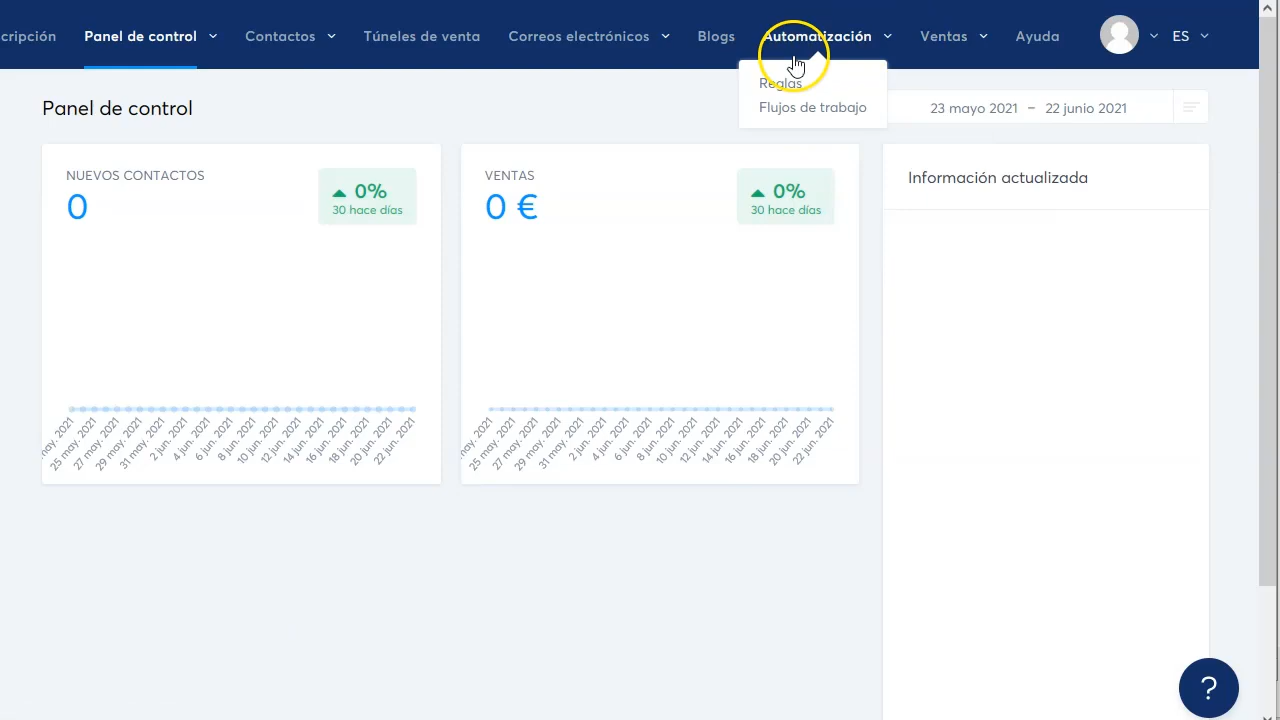 cripción Panel de control Contactos Túneles de venta Correos electrónicos Blogs Automatización Ventas Ayuda ES
Reglas
Flujos de trabajo
Panel de control
23 mayo 2021 – 22 junio 2021
NUEVOS CONTACTOS
0
0%
30 hace días
may. 2021
25 may. 2021
27 may. 2021
29 may. 2021
31 may. 2021
2 jun. 2021
4 jun. 2021
6 jun. 2021
8 jun. 2021
10 jun. 2021
12 jun. 2021
14 jun. 2021
16 jun. 2021
18 jun. 2021
20 jun. 2021
22 jun. 2021
VENTAS
0 €
0%
30 hace días
may. 2021
25 may. 2021
27 may. 2021
29 may. 2021
31 may. 2021
2 jun. 2021
4 jun. 2021
6 jun. 2021
8 jun. 2021
10 jun. 2021
12 jun. 2021
14 jun. 2021
16 jun. 2021
18 jun. 2021
20 jun. 2021
22 jun. 2021
Información actualizada
?